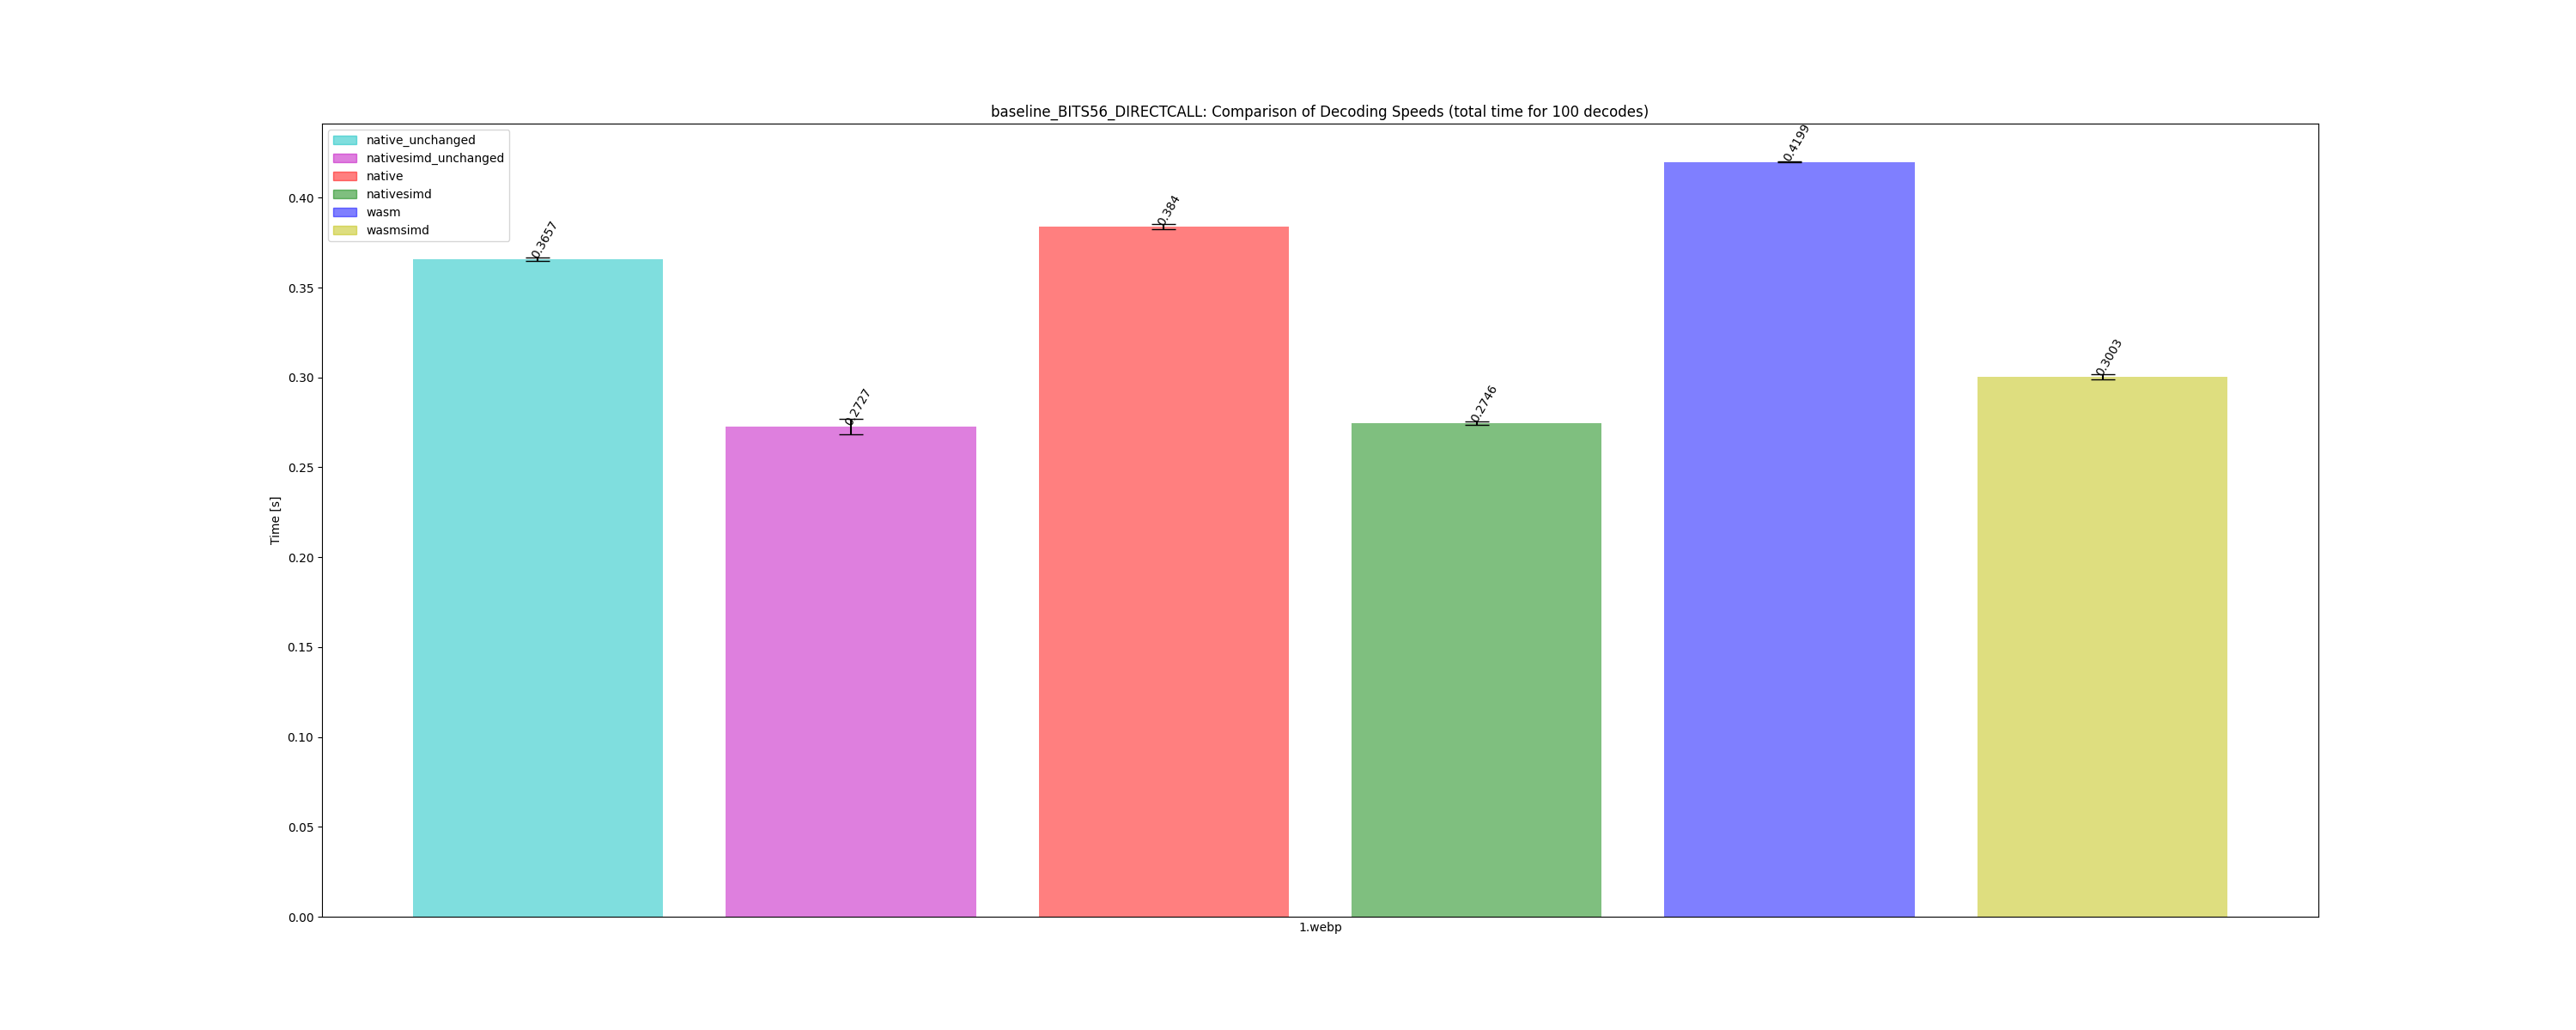 baseline_BITS56_DIRECTCALL: Comparison of Decoding Speeds (total time for 100 decodes)
native_unchanged
nativesimd_unchanged
native
nativesimd
wasm
wasmsimd
0.40
0.35
0.30
0.25
0.20
0.15
0.10
0.05
0.00
Time [s]
0.3657
0.2727
0.384
0.2746
0.4199
0.3003
1.webp